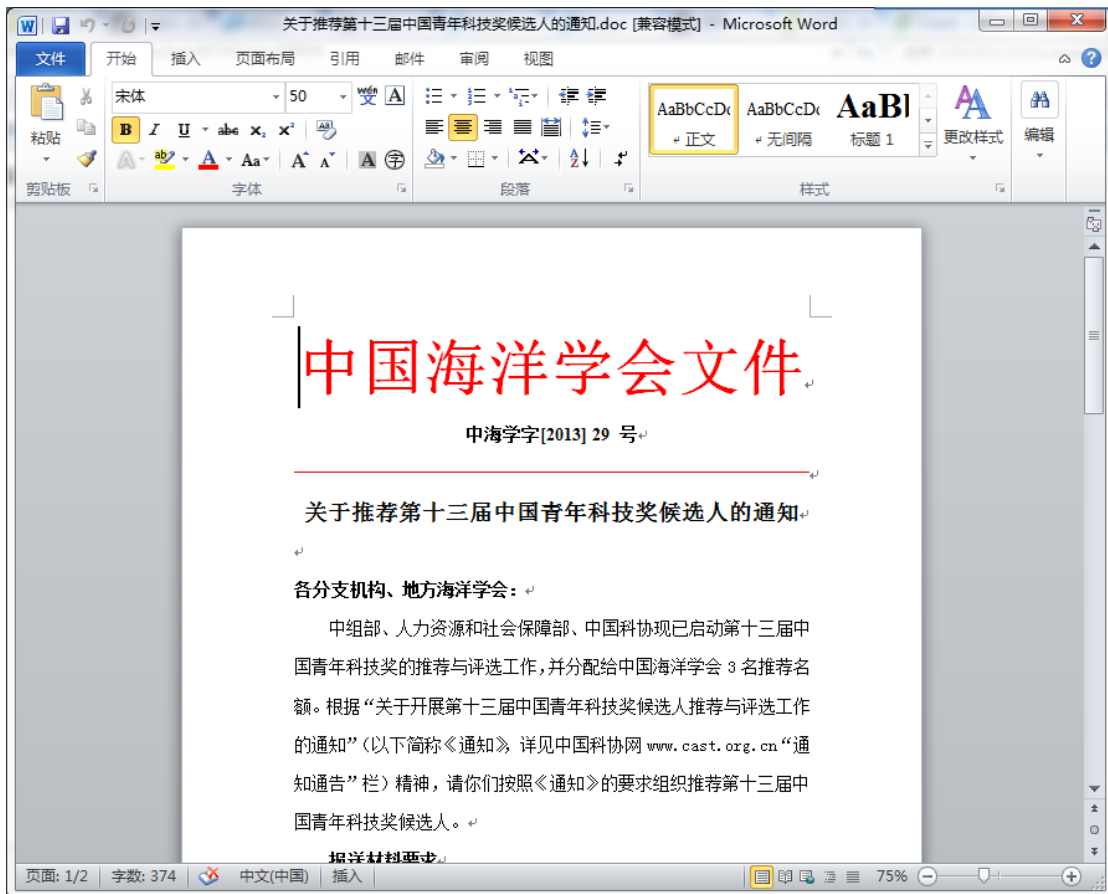 关于推荐第十三届中国青年科技奖候选人的通知.doc [兼容模式] - Microsoft Word
文件 开始 插入 页面布局 引用 邮件 审阅 视图
粘贴 宋体 50 wén 文 A AaBbCcDc AaBbCcDc AaBl 更改样式 编辑
B I U abc x₂ x² 正文 无间隔 标题 1
A ab A Aa A A A 字 A Z
剪贴板 字体 段落 样式
中国海洋学会文件
中海学字[2013] 29 号
关于推荐第十三届中国青年科技奖候选人的通知
各分支机构、地方海洋学会：
中组部、人力资源和社会保障部、中国科协现已启动第十三届中
国青年科技奖的推荐与评选工作，并分配给中国海洋学会 3 名推荐名
额。根据“关于开展第十三届中国青年科技奖候选人推荐与评选工作
的通知”（以下简称《通知》，详见中国科协网 www.cast.org.cn“通
知通告”栏）精神，请你们按照《通知》的要求组织推荐第十三届中
国青年科技奖候选人。
报送材料要求
页面: 1/2 字数: 374 中文(中国) 插入 75%